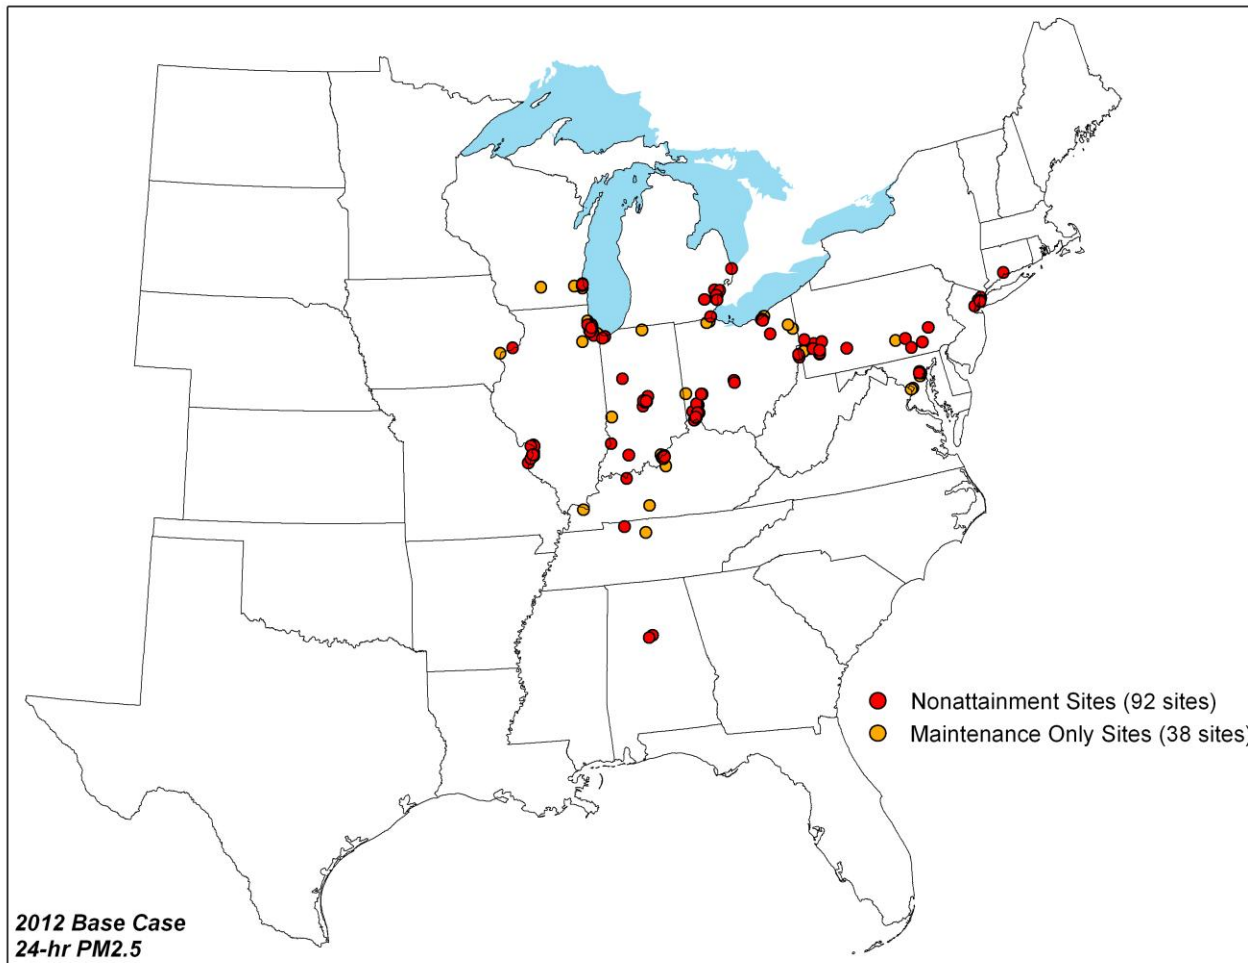 Nonattainment Sites (92 sites)
Maintenance Only Sites (38 sites)
2012 Base Case
24-hr PM2.5